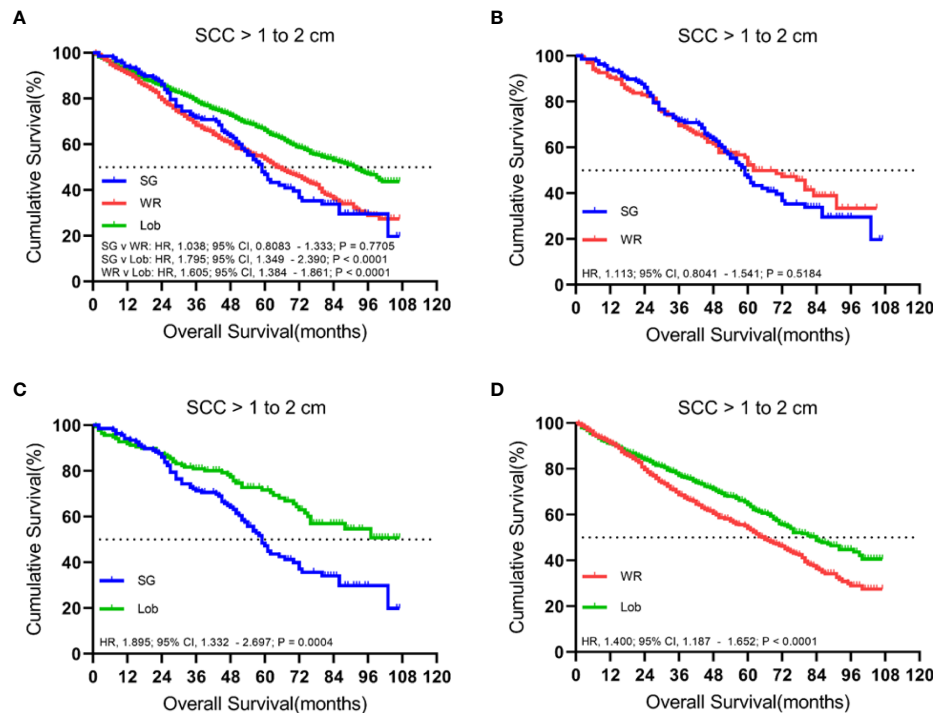 A
SCC > 1 to 2 cm
Cumulative Survival(%)
100
80
60
40
20
0
SG
WR
Lob
SG v WR: HR, 1.038; 95% CI, 0.8083 - 1.333; P = 0.7705
SG v Lob: HR, 1.795; 95% CI, 1.349 - 2.390; P < 0.0001
WR v Lob: HR, 1.605; 95% CI, 1.384 - 1.861; P < 0.0001
0 12 24 36 48 60 72 84 96 108 120
Overall Survival(months)
B
SCC > 1 to 2 cm
Cumulative Survival(%)
100
80
60
40
20
0
SG
WR
HR, 1.113; 95% CI, 0.8041 - 1.541; P = 0.5184
0 12 24 36 48 60 72 84 96 108 120
Overall Survival(months)
C
SCC > 1 to 2 cm
Cumulative Survival(%)
100
80
60
40
20
0
SG
Lob
HR, 1.895; 95% CI, 1.332 - 2.697; P = 0.0004
0 12 24 36 48 60 72 84 96 108 120
Overall Survival(months)
D
SCC > 1 to 2 cm
Cumulative Survival(%)
100
80
60
40
20
0
WR
Lob
HR, 1.400; 95% CI, 1.187 - 1.652; P < 0.0001
0 12 24 36 48 60 72 84 96 108 120
Overall Survival(months)